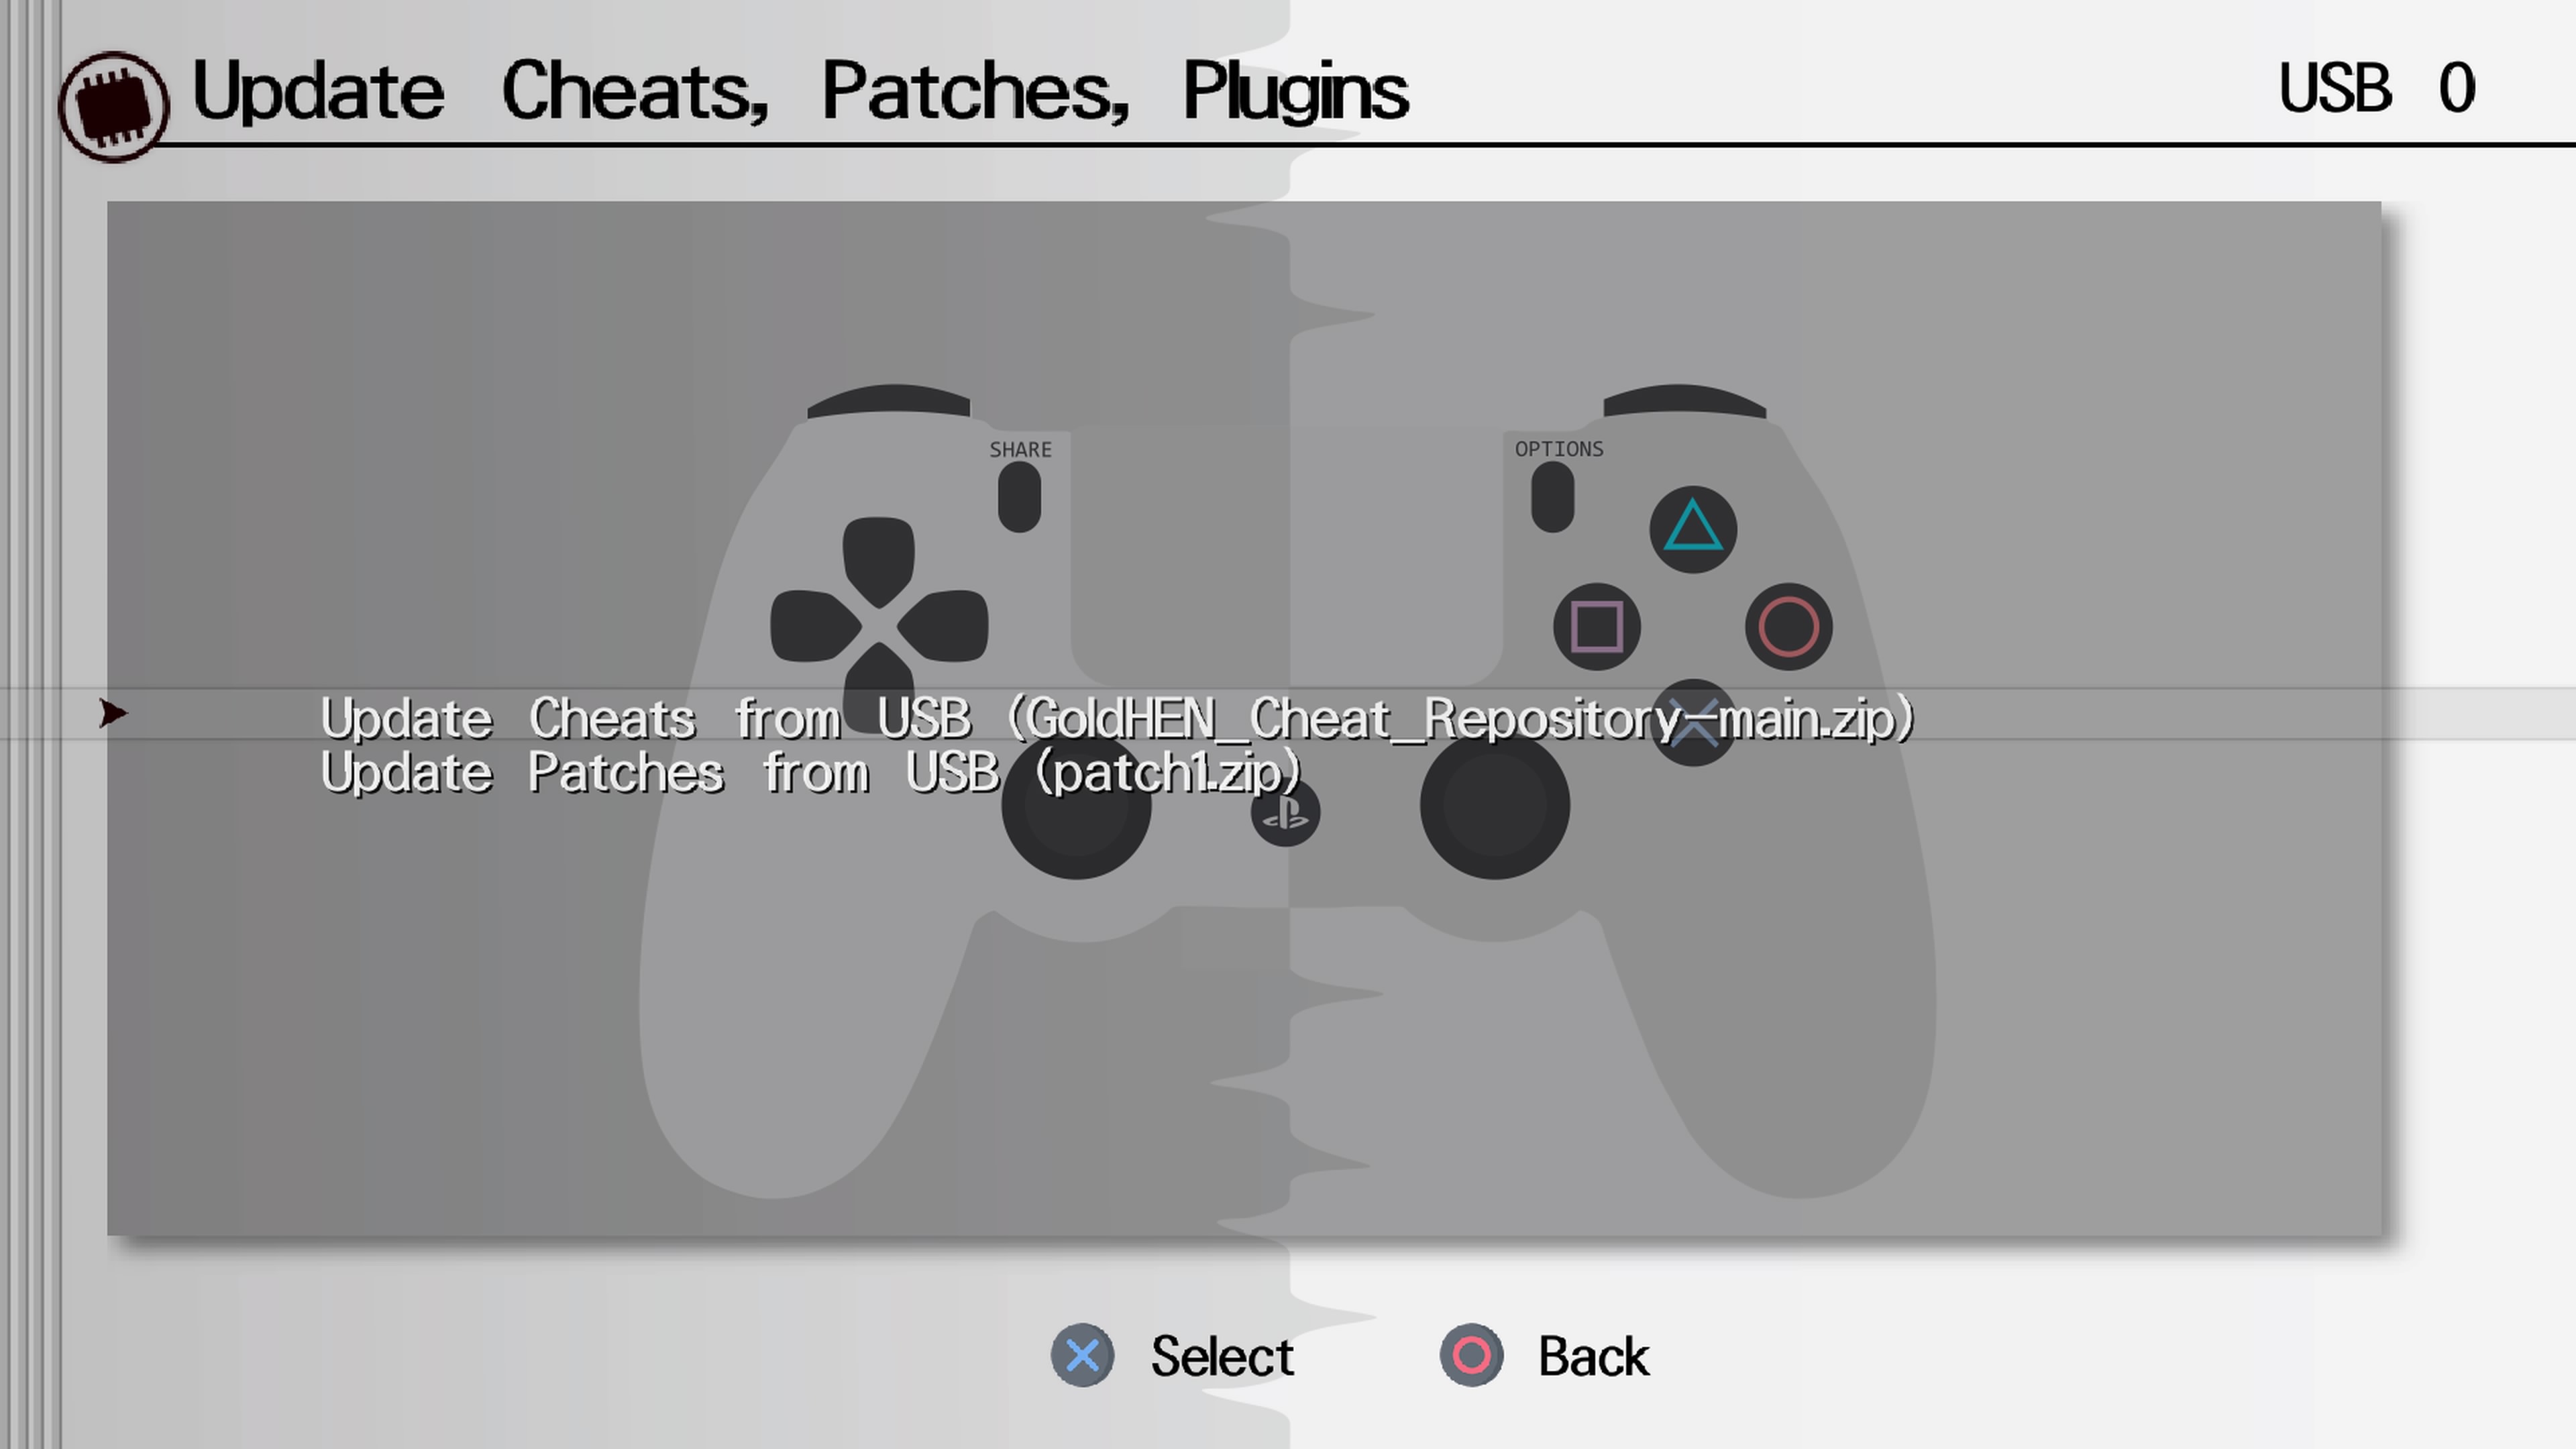 Update Cheats, Patches, Plugins
USB 0
SHARE
OPTIONS
Update Cheats from USB (GoldHEN_Cheat_Repository-main.zip)
Update Patches from USB (patch1.zip)
Select
Back